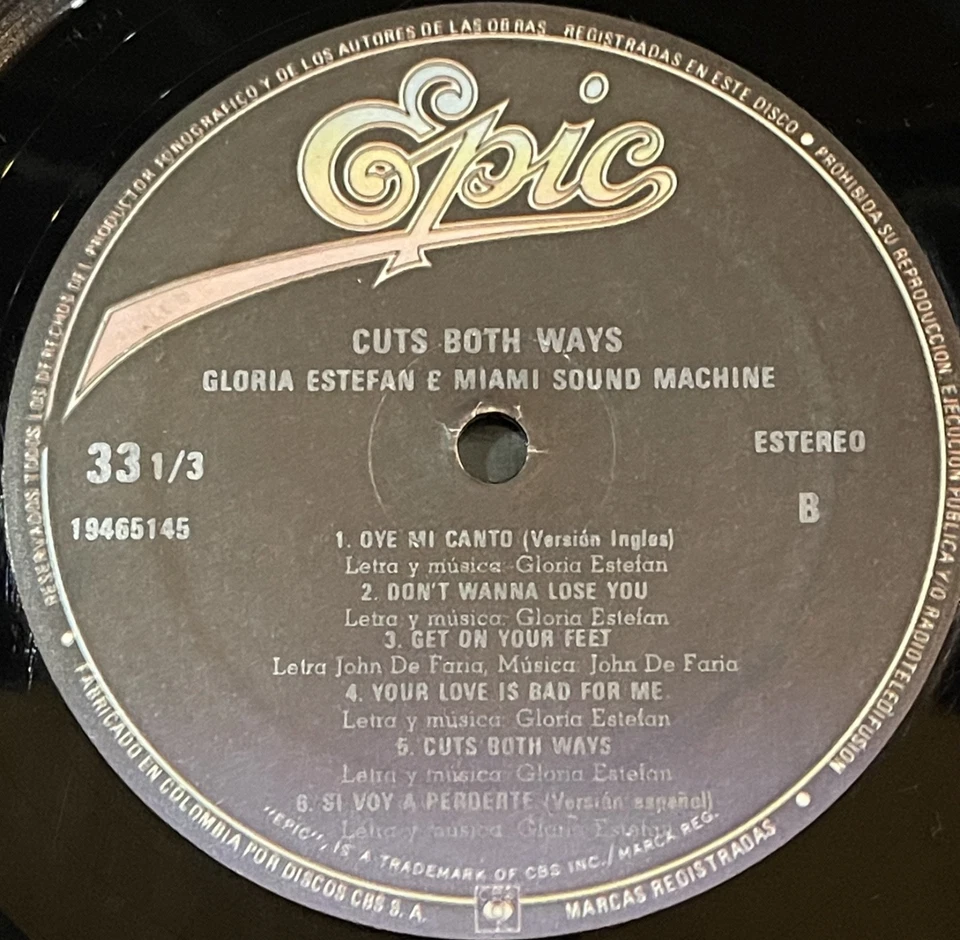 RESERVADOS TODOS LOS DERECHOS DEL PRODUCTOR FONOGRAFICO Y DE LOS AUTORES DE LAS OBRAS REGISTRADAS EN ESTE DISCO • PROHIBIDA SU REPRODUCCION, EJECUCION PUBLICA Y/O RADIOTELEDIFUSION
Epic
CUTS BOTH WAYS
GLORIA ESTEFAN & MIAMI SOUND MACHINE
33 1/3
ESTEREO
19465145
B
1. OYE MI CANTO (Versión Ingles)
Letra y música: Gloria Estefan
2. DON'T WANNA LOSE YOU
Letra y música: Gloria Estefan
3. GET ON YOUR FEET
Letra John De Faria, Música: John De Faria
4. YOUR LOVE IS BAD FOR ME
Letra y música: Gloria Estefan
5. CUTS BOTH WAYS
Letra y música: Gloria Estefan
6. SI VOY A PERDERTE (Versión español)
Letra y música: Gloria Estefan
"EPIC", IS A TRADEMARK OF CBS INC./MARCA REG.
• FABRICADO EN COLOMBIA POR DISCOS CBS S. A.
CBS
MARCAS REGISTRADAS •